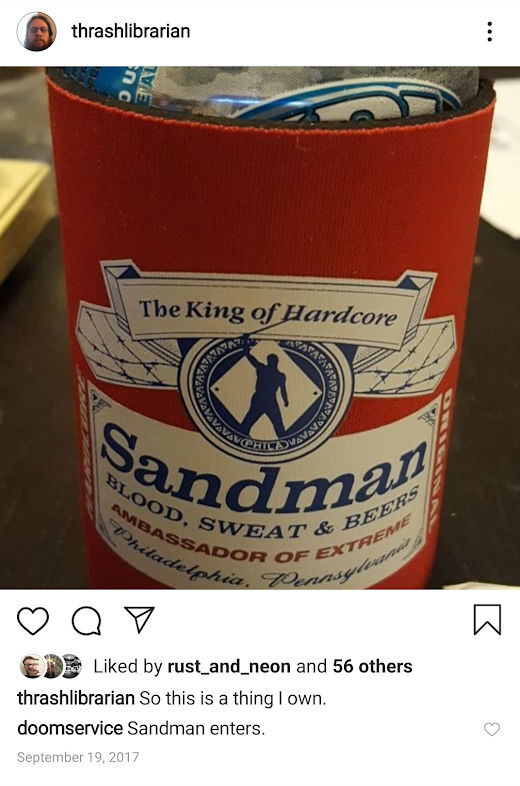 thrashlibrarian
The King of Hardcore
PHILA
Sandman
BLOOD, SWEAT & BEERS
AMBASSADOR OF EXTREME
Philadelphia, Pennsylvania
ORIGINAL
Liked by rust_and_neon and 56 others
thrashlibrarian So this is a thing I own.
doomservice Sandman enters.
September 19, 2017